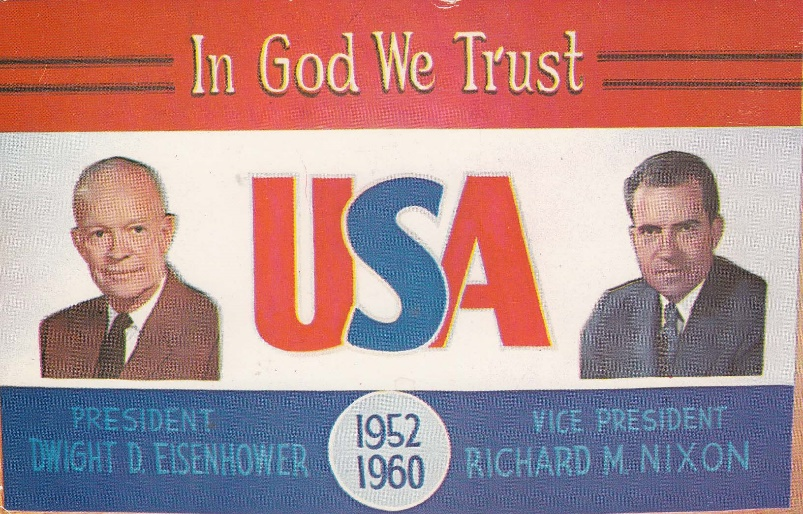 In God We Trust
USA
PRESIDENT
DWIGHT D. EISENHOWER
1952
1960
VICE PRESIDENT
RICHARD M. NIXON